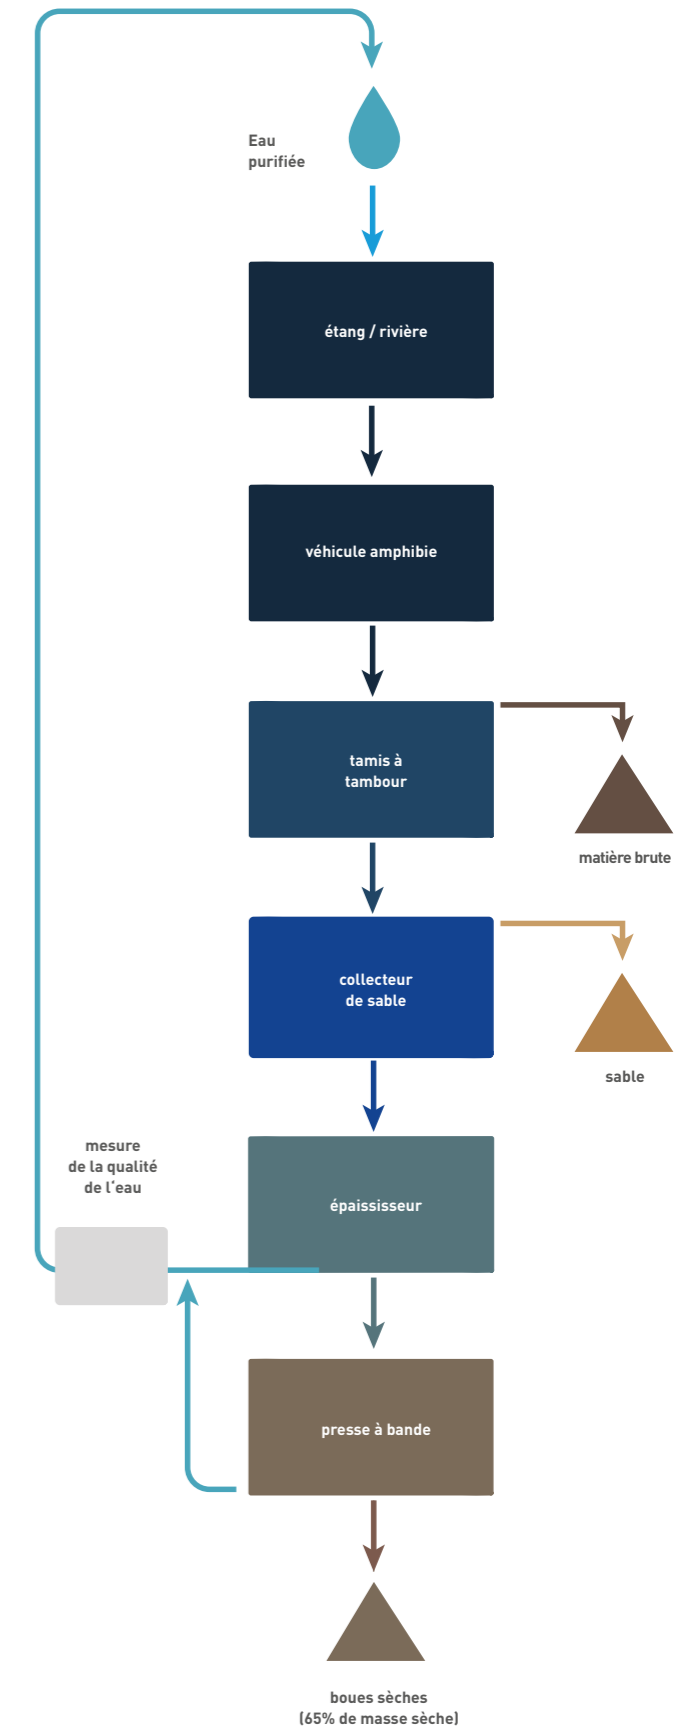 Eau
purifiée
étang / rivière
véhicule amphibie
tamis à
tambour
matière brute
collecteur
de sable
sable
mesure
de la qualité
de l'eau
épaississeur
presse à bande
boues sèches
(65% de masse sèche)